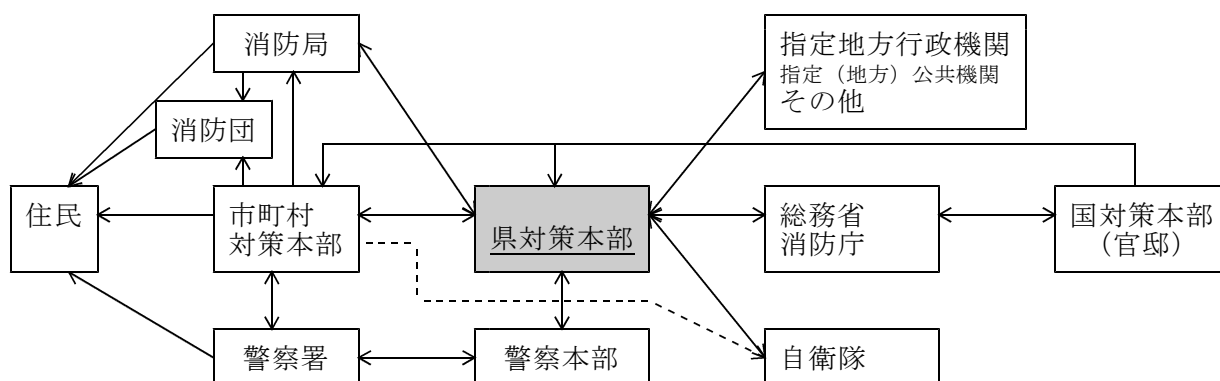 消防局
指定地方行政機関
指定（地方）公共機関
その他
消防団
住民
市町村
対策本部
県対策本部
総務省
消防庁
国対策本部
（官邸）
警察署
警察本部
自衛隊